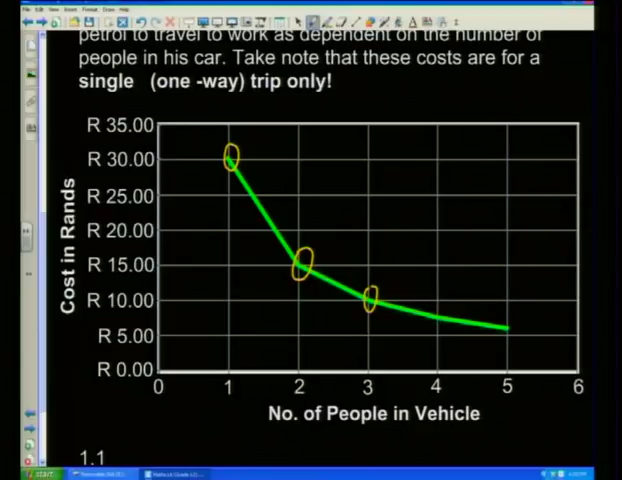 petrol to travel to work as dependent on the number of
people in his car. Take note that these costs are for a
single (one -way) trip only!
R 35.00
R 30.00
R 25.00
R 20.00
R 15.00
R 10.00
R 5.00
R 0.00
Cost in Rands
0 1 2 3 4 5 6
No. of People in Vehicle
1.1
start